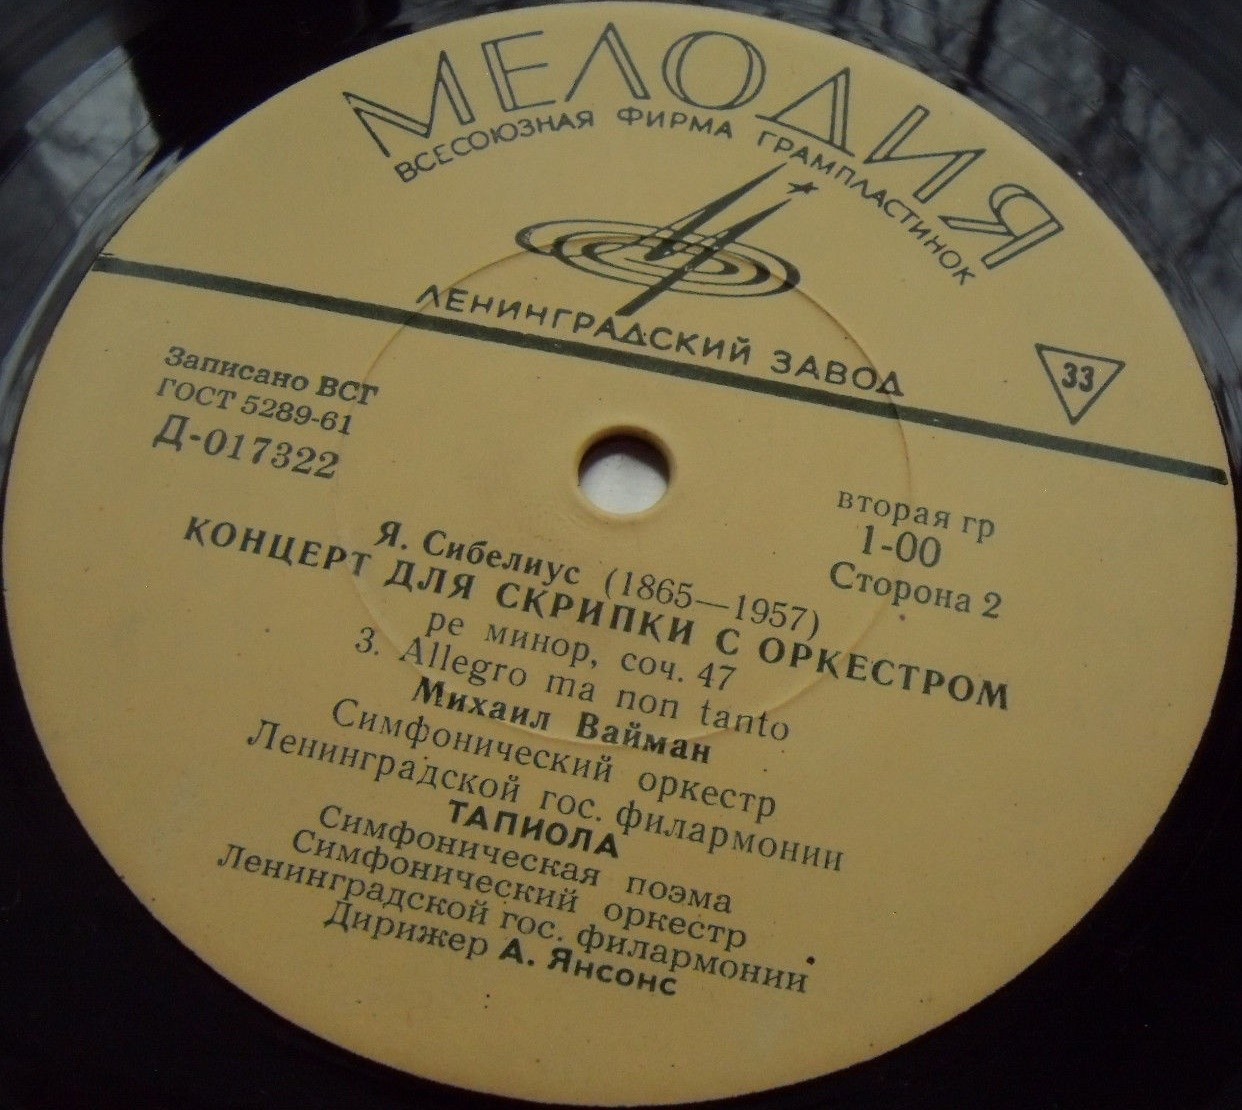 МЕЛОДИЯ
ВСЕСОЮЗНАЯ ФИРМА ГРАМПЛАСТИНОК
ЛЕНИНГРАДСКИЙ ЗАВОД
33
Записано ВСГ
ГОСТ 5289-61
Д-017322
вторая гр
1-00
Сторона 2
Я. Сибелиус (1865—1957)
КОНЦЕРТ ДЛЯ СКРИПКИ С ОРКЕСТРОМ
ре минор, соч. 47
3. Allegro ma non tanto
Михаил Вайман
Симфонический оркестр
Ленинградской гос. филармонии
ТАПИОЛА
Симфоническая поэма
Симфонический оркестр
Ленинградской гос. филармонии
Дирижер А. Янсонс